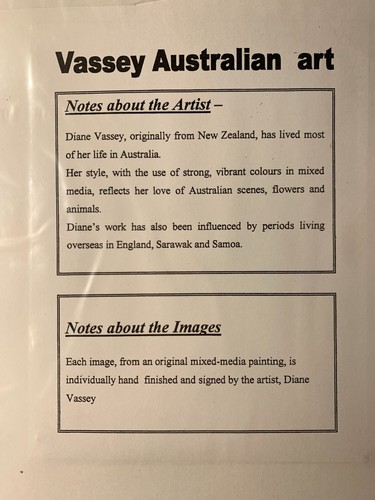 Vassey Australian art
Notes about the Artist –
Diane Vassey, originally from New Zealand, has lived most
of her life in Australia.
Her style, with the use of strong, vibrant colours in mixed
media, reflects her love of Australian scenes, flowers and
animals.
Diane's work has also been influenced by periods living
overseas in England, Sarawak and Samoa.
Notes about the Images
Each image, from an original mixed-media painting, is
individually hand finished and signed by the artist, Diane
Vassey